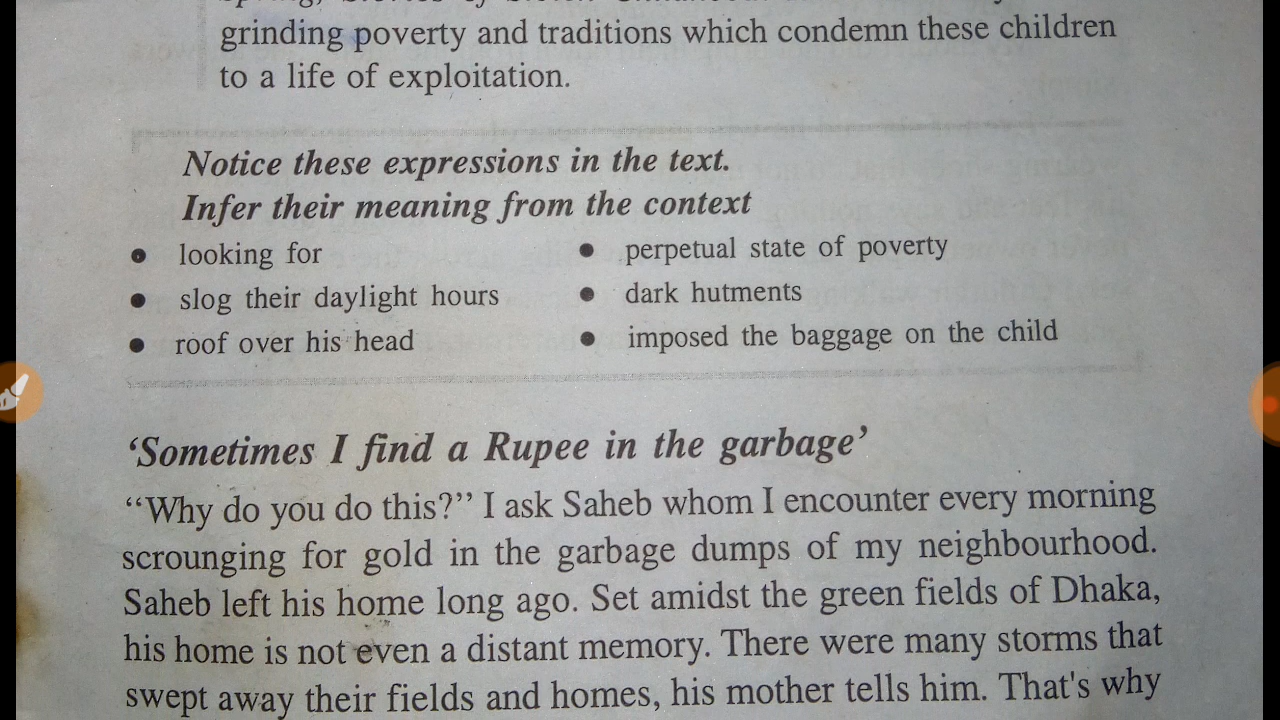 grinding poverty and traditions which condemn these children
to a life of exploitation.
Notice these expressions in the text.
Infer their meaning from the context
• looking for
• slog their daylight hours
• roof over his head
• perpetual state of poverty
• dark hutments
• imposed the baggage on the child
‘Sometimes I find a Rupee in the garbage’
“Why do you do this?” I ask Saheb whom I encounter every morning
scrounging for gold in the garbage dumps of my neighbourhood.
Saheb left his home long ago. Set amidst the green fields of Dhaka,
his home is not even a distant memory. There were many storms that
swept away their fields and homes, his mother tells him. That's why